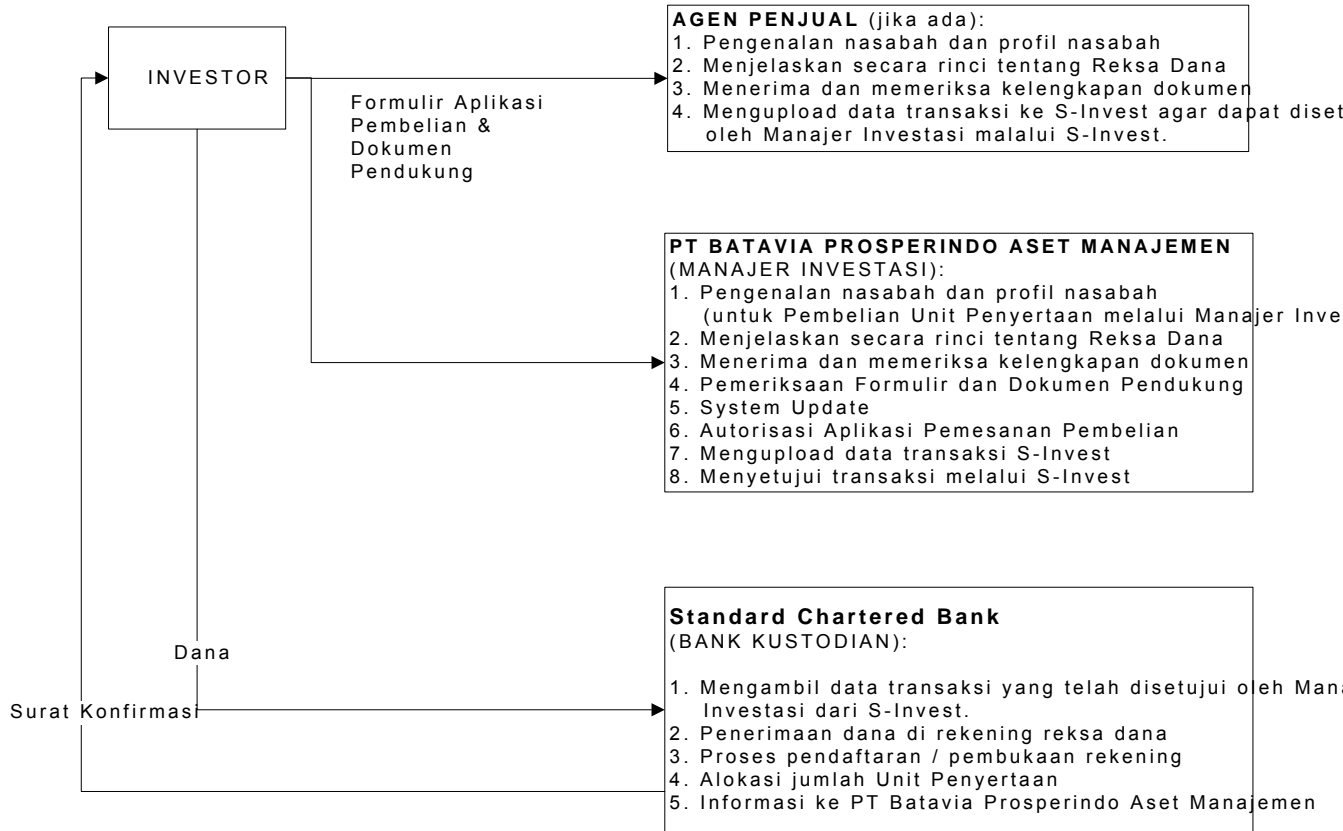 INVESTOR
Formulir Aplikasi
Pembelian &
Dokumen
Pendukung
AGEN PENJUAL (jika ada):
1. Pengenalan nasabah dan profil nasabah
2. Menjelaskan secara rinci tentang Reksa Dana
3. Menerima dan memeriksa kelengkapan dokumen
4. Mengupload data transaksi ke S-Invest agar dapat
oleh Manajer Investasi malalui S-Invest.
PT BATAVIA PROSPERINDO ASET MANAJEMEN
(MANAJER INVESTASI):
1. Pengenalan nasabah dan profil nasabah
(untuk Pembelian Unit Penyertaan melalui Manajer
2. Menjelaskan secara rinci tentang Reksa Dana
3. Menerima dan memeriksa kelengkapan dokumen
4. Pemeriksaan Formulir dan Dokumen Pendukung
5. System Update
6. Autorisasi Aplikasi Pemesanan Pembelian
7. Mengupload data transaksi S-Invest
8. Menyetujui transaksi melalui S-Invest
Dana
Surat Konfirmasi
Standard Chartered Bank
(BANK KUSTODIAN):
1. Mengambil data transaksi yang telah disetujui oleh
Investasi dari S-Invest.
2. Penerimaan dana di rekening reksa dana
3. Proses pendaftaran / pembukaan rekening
4. Alokasi jumlah Unit Penyertaan
5. Informasi ke PT Batavia Prosperindo Aset Manajemen